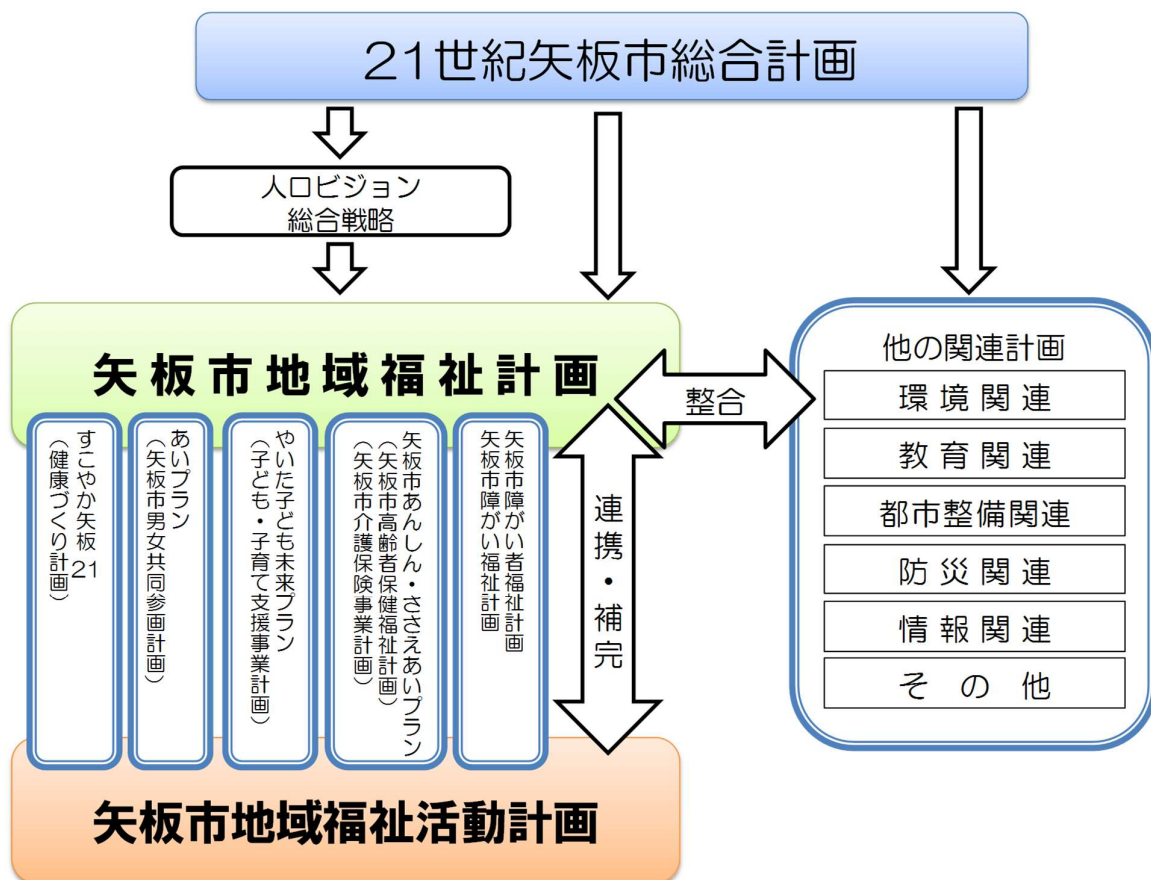 21世紀矢板市総合計画
人口ビジョン
総合戦略
矢板市地域福祉計画
整合
他の関連計画
環境関連
教育関連
都市整備関連
防災関連
情報関連
その他
連携・補完
矢板市障がい者福祉計画
矢板市障がい福祉計画
矢板市あんしん・ささえあいプラン
（矢板市高齢者保健福祉計画）
（矢板市介護保険事業計画）
やいた子ども未来プラン
（子ども・子育て支援事業計画）
あいプラン
（矢板市男女共同参画計画）
すこやか矢板21
（健康づくり計画）
矢板市地域福祉活動計画